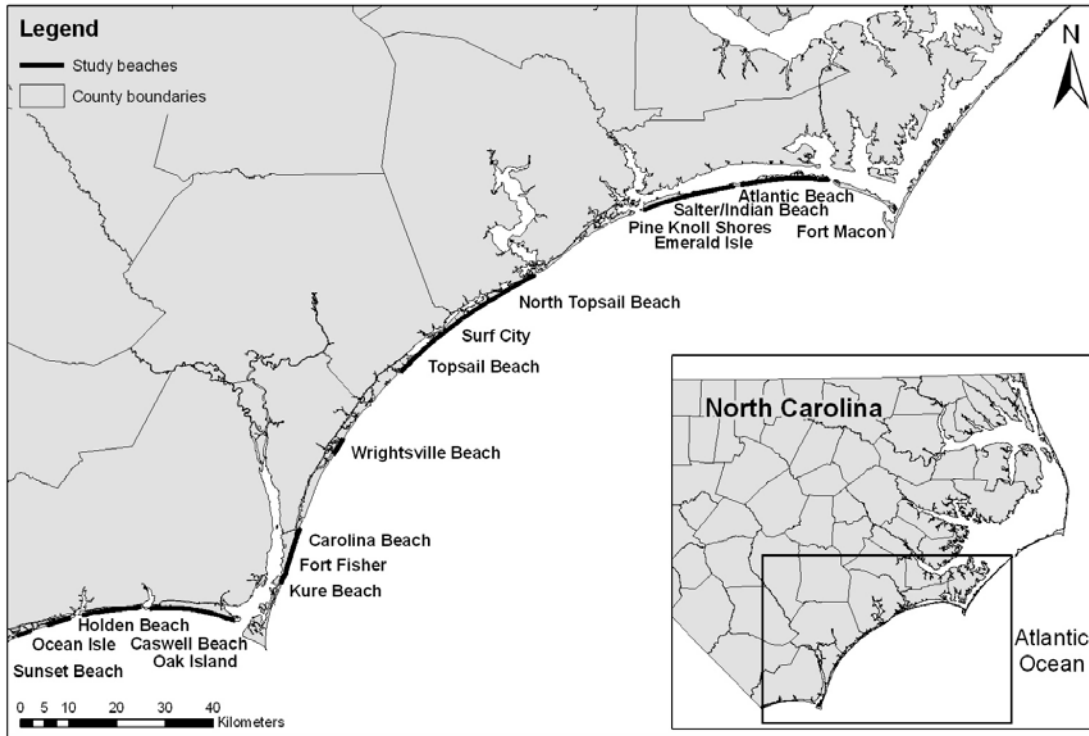 Legend
Study beaches
County boundaries
N
Atlantic Beach
Salter/Indian Beach
Pine Knoll Shores
Fort Macon
Emerald Isle
North Topsail Beach
Surf City
Topsail Beach
Wrightsville Beach
Carolina Beach
Fort Fisher
Kure Beach
Holden Beach
Ocean Isle
Caswell Beach
Oak Island
Sunset Beach
0 5 10 20 30 40
Kilometers
North Carolina
Atlantic
Ocean